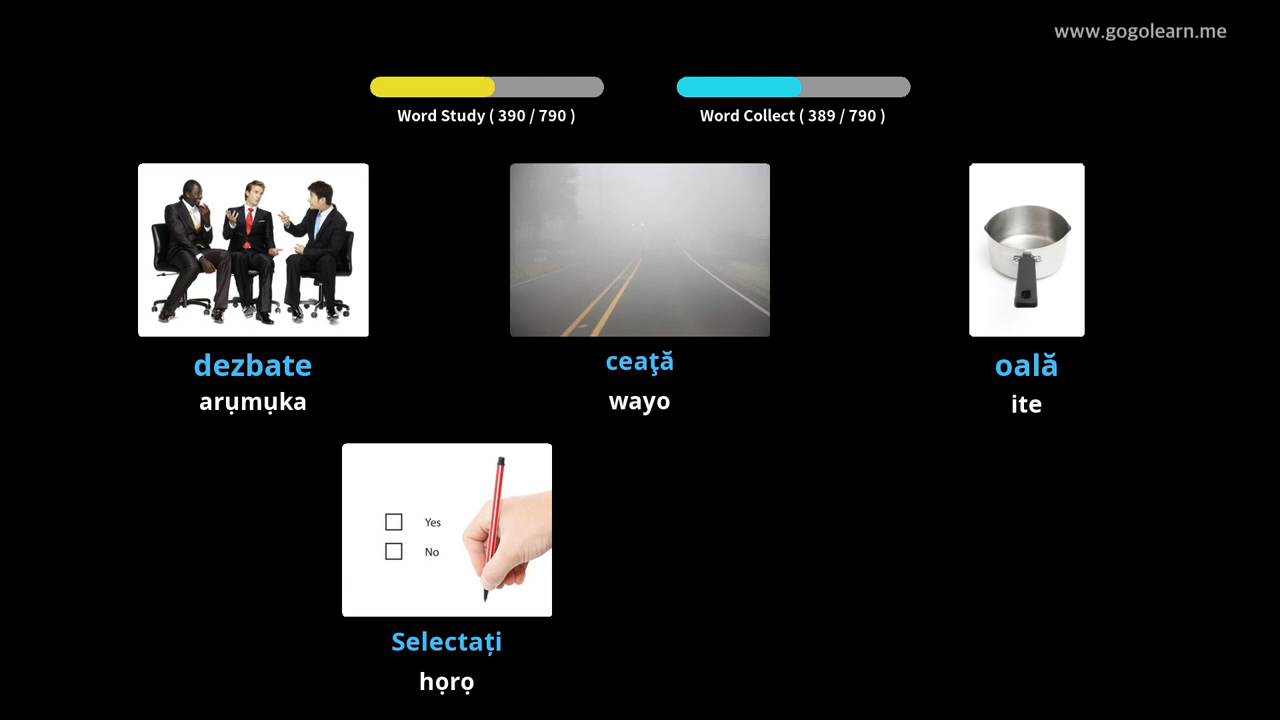 www.gogolearn.me
Word Study ( 390 / 790 )
Word Collect ( 389 / 790 )
dezbate
arụmụka
ceaţă
wayo
oală
ite
Yes
No
Selectați
họrọ